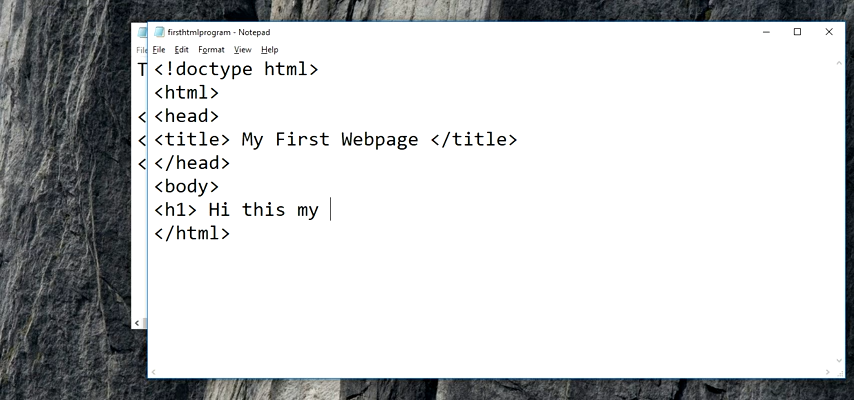 firsthtmlprogram - Notepad
File Edit Format View Help
File
T
<!doctype html>
<html>
<head>
<
<title> My First Webpage </title>
<
</head>
<
<body>
<h1> Hi this my
</html>